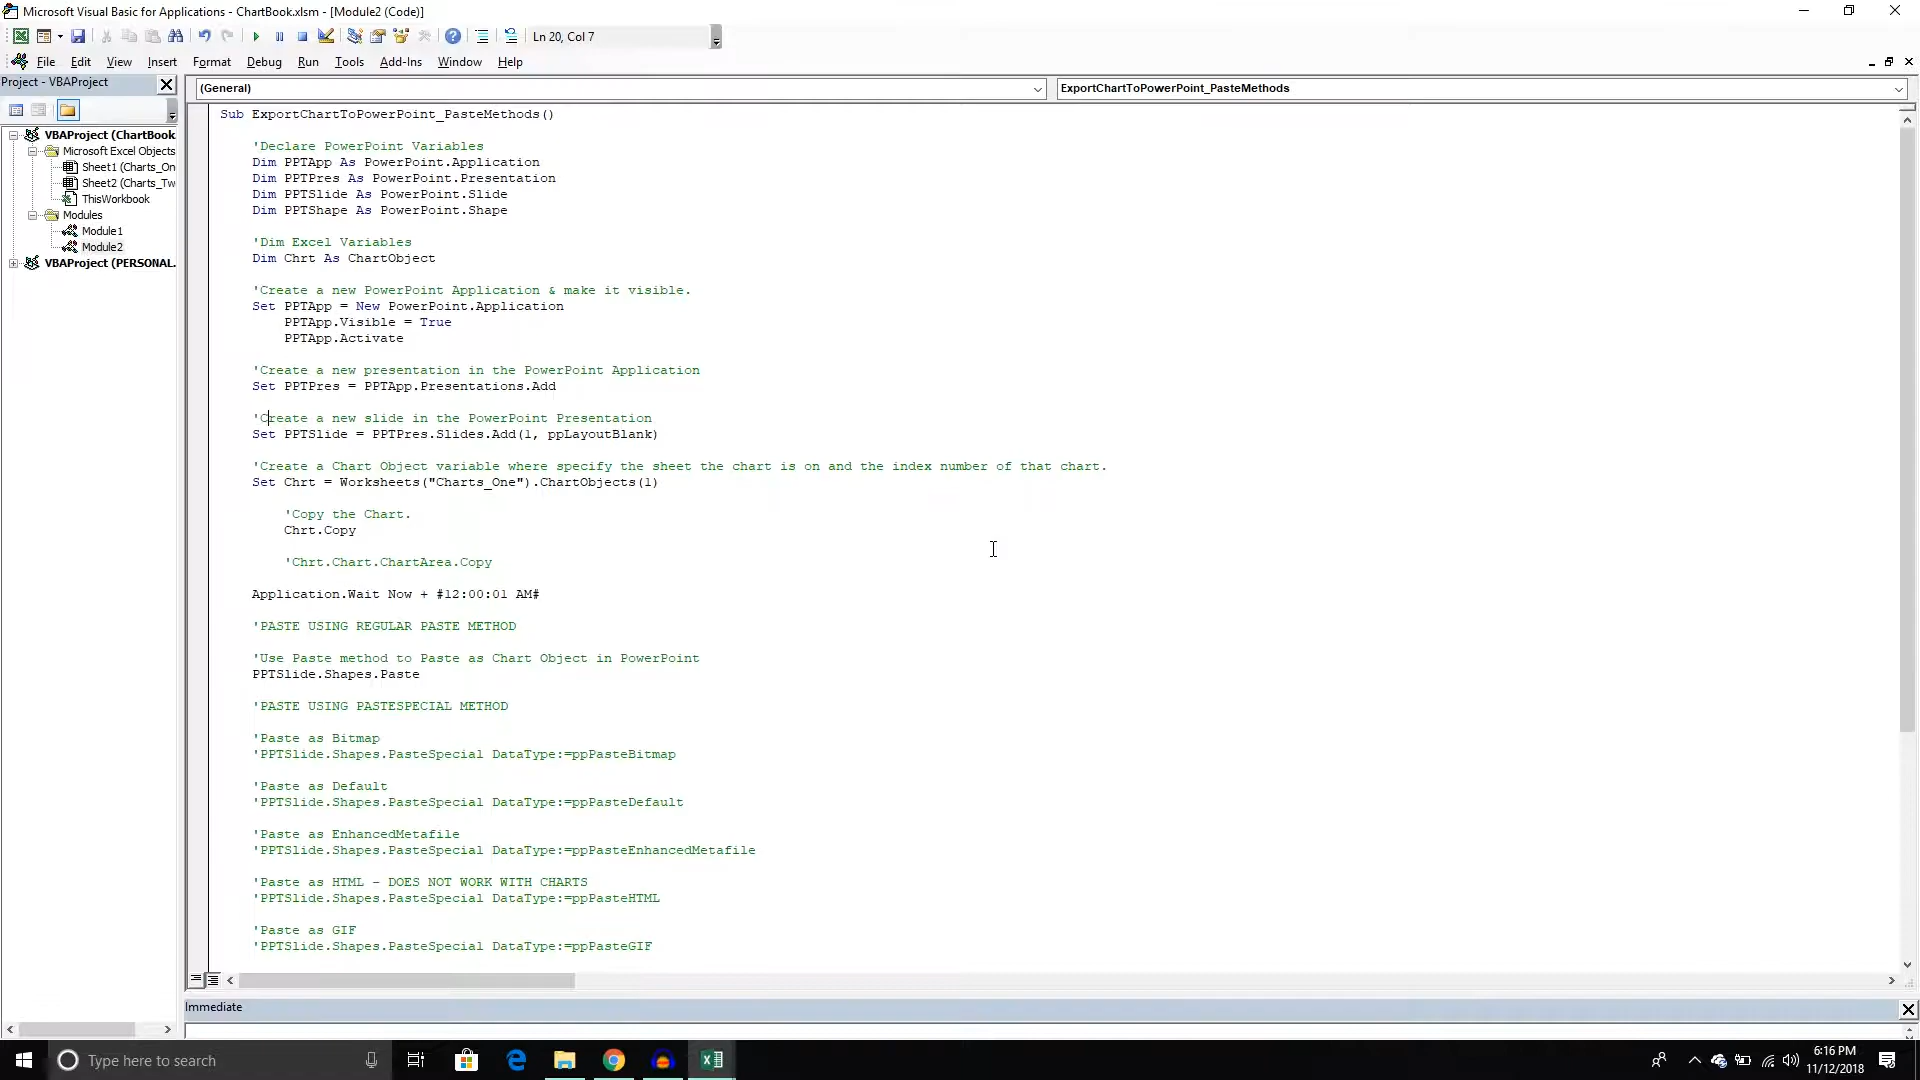 Microsoft Visual Basic for Applications - ChartBook.xlsm - [Module2 (Code)]
Ln 20, Col 7
File Edit View Insert Format Debug Run Tools Add-Ins Window Help
Project - VBAProject
(General)
ExportChartToPowerPoint_PasteMethods
VBAProject (ChartBook
Microsoft Excel Objects
Sheet1 (Charts_On
Sheet2 (Charts_Tw
ThisWorkbook
Modules
Module1
Module2
VBAProject (PERSONAL.
Sub ExportChartToPowerPoint_PasteMethods()
'Declare PowerPoint Variables
Dim PPTApp As PowerPoint.Application
Dim PPTPres As PowerPoint.Presentation
Dim PPTSlide As PowerPoint.Slide
Dim PPTShape As PowerPoint.Shape
'Dim Excel Variables
Dim Chrt As ChartObject
'Create a new PowerPoint Application & make it visible.
Set PPTApp = New PowerPoint.Application
PPTApp.Visible = True
PPTApp.Activate
'Create a new presentation in the PowerPoint Application
Set PPTPres = PPTApp.Presentations.Add
'Create a new slide in the PowerPoint Presentation
Set PPTSlide = PPTPres.Slides.Add(1, ppLayoutBlank)
'Create a Chart Object variable where specify the sheet the chart is on and the index number of that chart.
Set Chrt = Worksheets("Charts_One").ChartObjects(1)
'Copy the Chart.
Chrt.Copy
'Chrt.Chart.ChartArea.Copy
Application.Wait Now + #12:00:01 AM#
'PASTE USING REGULAR PASTE METHOD
'Use Paste method to Paste as Chart Object in PowerPoint
PPTSlide.Shapes.Paste
'PASTE USING PASTESPECIAL METHOD
'Paste as Bitmap
'PPTSlide.Shapes.PasteSpecial DataType:=ppPasteBitmap
'Paste as Default
'PPTSlide.Shapes.PasteSpecial DataType:=ppPasteDefault
'Paste as EnhancedMetafile
'PPTSlide.Shapes.PasteSpecial DataType:=ppPasteEnhancedMetafile
'Paste as HTML - DOES NOT WORK WITH CHARTS
'PPTSlide.Shapes.PasteSpecial DataType:=ppPasteHTML
'Paste as GIF
'PPTSlide.Shapes.PasteSpecial DataType:=ppPasteGIF
Immediate
Type here to search
6:16 PM
11/12/2018